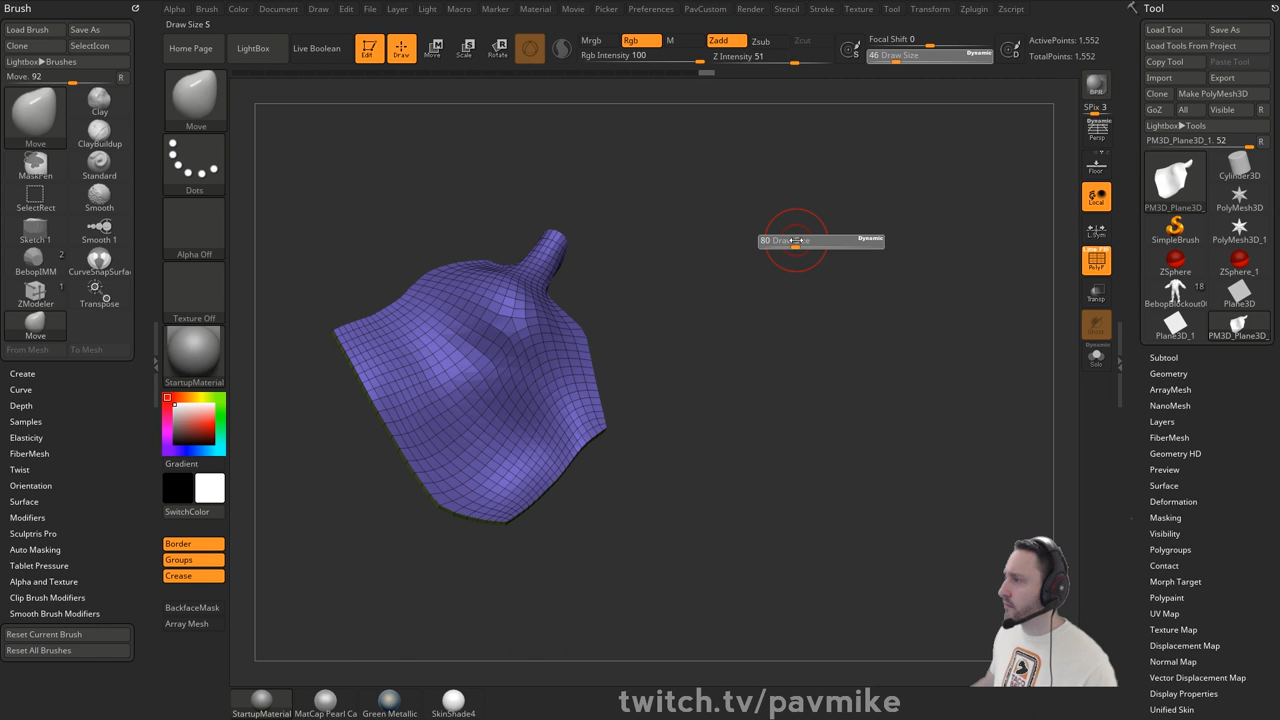 Brush
Alpha Brush Color Document Draw Edit File Layer Light Macro Marker Material Movie Picker Preferences PavCustom Render Stencil Stroke Texture Tool Transform Zplugin Zscript
Tool
Load Brush Save As
Clone SelectIcon
Lightbox▶Brushes
Move. 92 R
Move
Clay
ClayBuildup
MaskPen Standard
SelectRect Smooth
Sketch 1 Smooth 1
BebopIMM 2 CurveSnapSurfa
ZModeler 1 Transpose
Move
From Mesh To Mesh
Create
Curve
Depth
Samples
Elasticity
FiberMesh
Twist
Orientation
Surface
Modifiers
Sculptris Pro
Auto Masking
Tablet Pressure
Alpha and Texture
Clip Brush Modifiers
Smooth Brush Modifiers
Reset Current Brush
Reset All Brushes
Draw Size S
Home Page LightBox Live Boolean
Edit Draw Move Scale Rotate
Mrgb Rgb M
Rgb Intensity 100
Zadd Zsub Zcut
Z Intensity 51
S
Focal Shift 0
46 Draw Size Dynamic
D
ActivePoints: 1,552
TotalPoints: 1,552
Move
Dots
Alpha Off
Texture Off
StartupMaterial
Gradient
SwitchColor
Border
Groups
Crease
BackfaceMask
Array Mesh
80 Dynamic
BPR
SPix 3
Dynamic
Persp
Floor
Local
L.Sym
Line Fill
PolyF
Transp
Ghost
Dynamic
Solo
Load Tool Save As
Load Tools From Project
Copy Tool Paste Tool
Import Export
Clone Make PolyMesh3D
GoZ All Visible R
Lightbox▶Tools
PM3D_Plane3D_1. 52 R
PM3D_Plane3D_
Cylinder3D
PolyMesh3D
SimpleBrush PolyMesh3D_1
ZSphere ZSphere_1
18
BebopBlockout00 Plane3D
Plane3D_1 PM3D_Plane3D_
Subtool
Geometry
ArrayMesh
NanoMesh
Layers
FiberMesh
Geometry HD
Preview
Surface
Deformation
Masking
Visibility
Polygroups
Contact
Morph Target
Polypaint
UV Map
Texture Map
Displacement Map
Normal Map
Vector Displacement Map
Display Properties
Unified Skin
StartupMaterial MatCap Pearl Ca Green Metallic SkinShade4
twitch.tv/pavmike